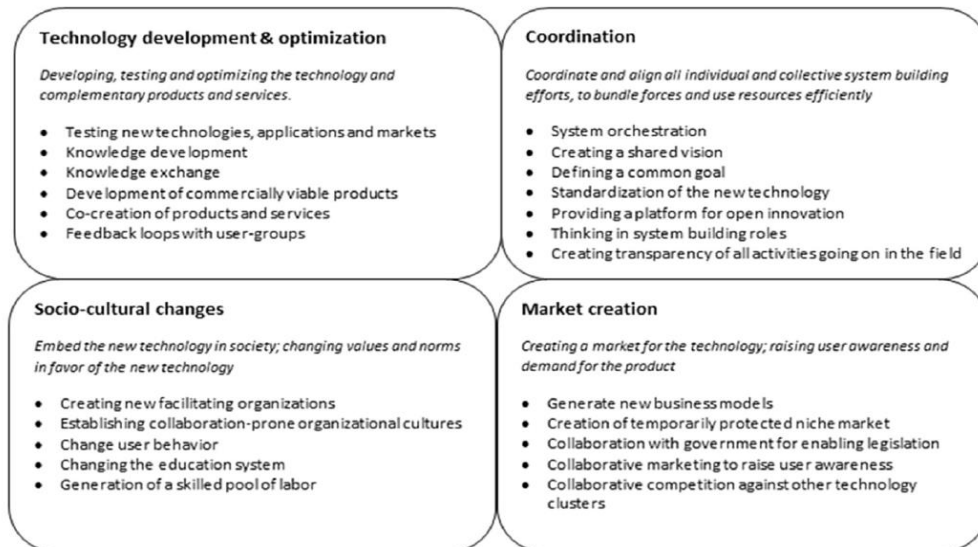 Technology development & optimization
Developing, testing and optimizing the technology and
complementary products and services.
• Testing new technologies, applications and markets
• Knowledge development
• Knowledge exchange
• Development of commercially viable products
• Co-creation of products and services
• Feedback loops with user-groups
Coordination
Coordinate and align all individual and collective system building
efforts, to bundle forces and use resources efficiently
• System orchestration
• Creating a shared vision
• Defining a common goal
• Standardization of the new technology
• Providing a platform for open innovation
• Thinking in system building roles
• Creating transparency of all activities going on in the field
Socio-cultural changes
Embed the new technology in society; changing values and norms
in favor of the new technology
• Creating new facilitating organizations
• Establishing collaboration-prone organizational cultures
• Change user behavior
• Changing the education system
• Generation of a skilled pool of labor
Market creation
Creating a market for the technology; raising user awareness and
demand for the product
• Generate new business models
• Creation of temporarily protected niche market
• Collaboration with government for enabling legislation
• Collaborative marketing to raise user awareness
• Collaborative competition against other technology
clusters